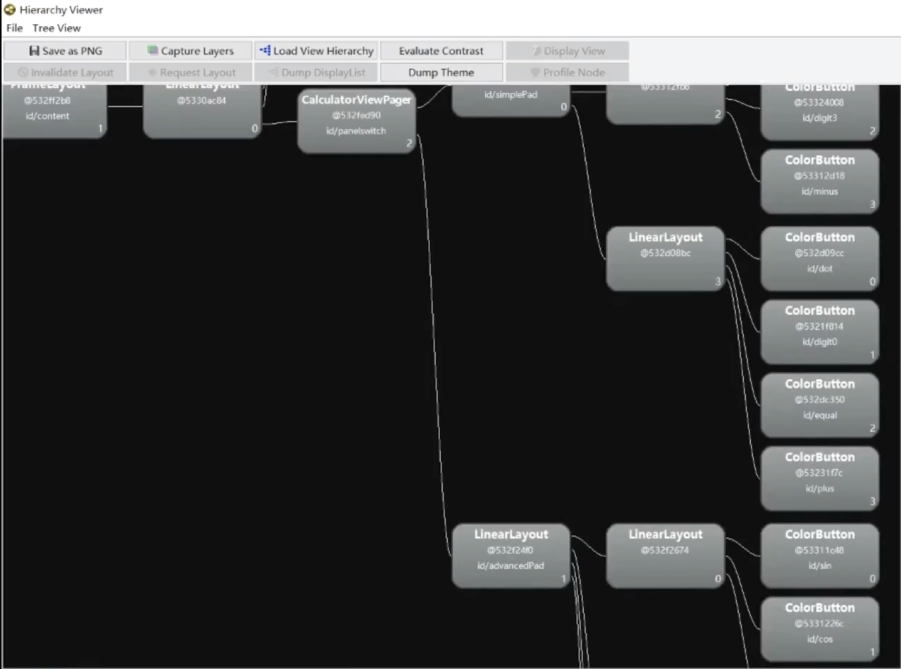 Hierarchy Viewer
File Tree View
Save as PNG
Capture Layers
Load View Hierarchy
Evaluate Contrast
Display View
Invalidate Layout
Request Layout
Dump DisplayList
Dump Theme
Profile Node
FrameLayout
@532ff2b8
id/content
1
LinearLayout
@5330ac84
0
CalculatorViewPager
@532fed90
id/panelswitch
2
id/simplePad
0
2
ColorButton
@53324008
id/digit3
2
ColorButton
@53312d18
id/minus
3
LinearLayout
@532d08bc
3
ColorButton
@532d09cc
id/dot
0
ColorButton
@5321f814
id/digit0
1
ColorButton
@532dc350
id/equal
2
ColorButton
@53231f7c
id/plus
3
LinearLayout
@532f24f0
id/advancedPad
1
LinearLayout
@532f2674
0
ColorButton
@53311c48
id/sin
0
ColorButton
@5331226c
id/cos
1